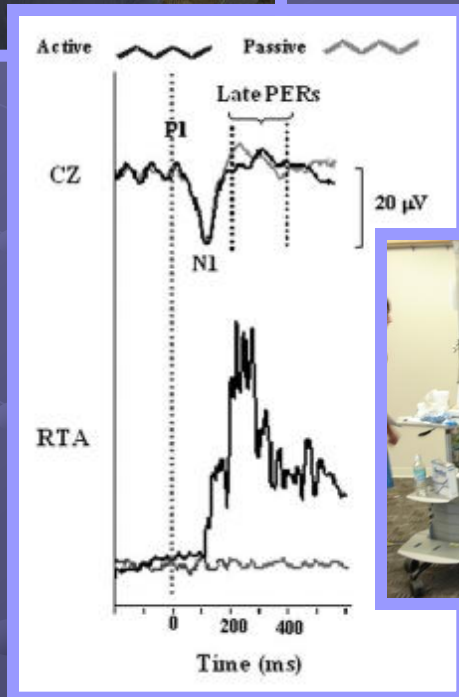 Active Passive
Late PERs
P1
CZ
20 µV
N1
RTA
0 200 400
Time (ms)